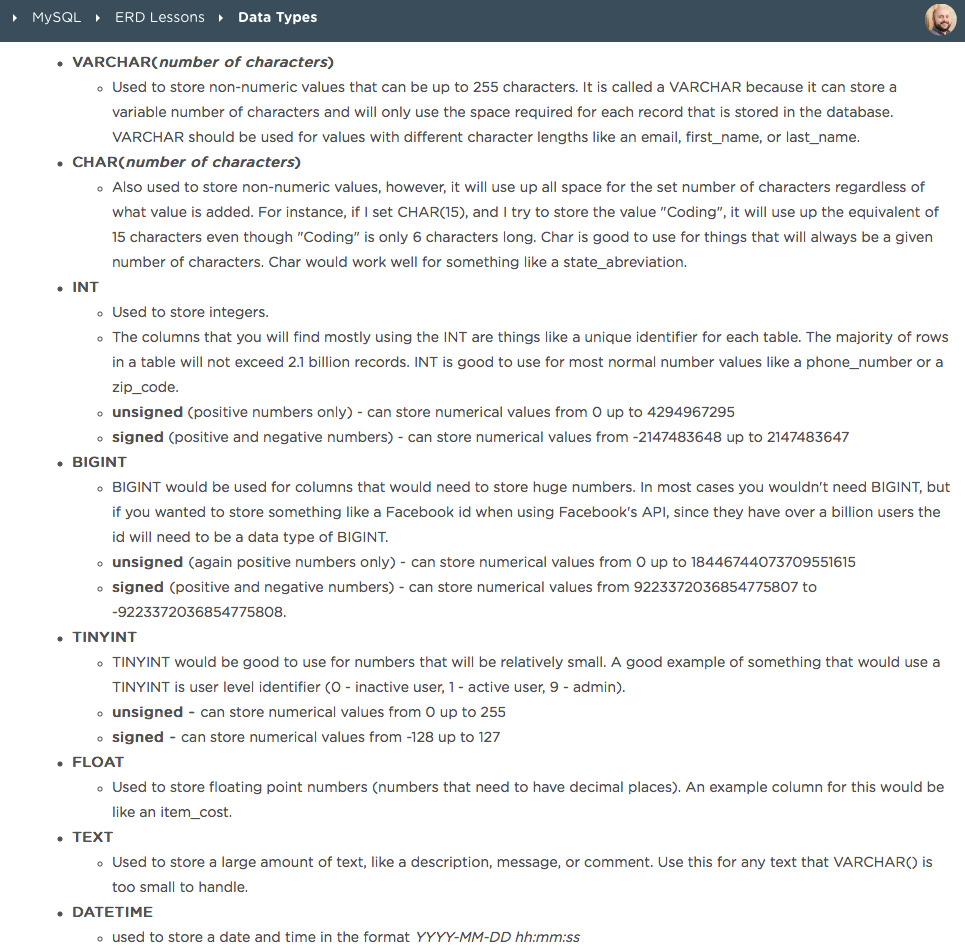 MySQL ERD Lessons Data Types
VARCHAR(number of characters)
Used to store non-numeric values that can be up to 255 characters. It is called a VARCHAR because it can store a
variable number of characters and will only use the space required for each record that is stored in the database.
VARCHAR should be used for values with different character lengths like an email, first_name, or last_name.
CHAR(number of characters)
Also used to store non-numeric values, however, it will use up all space for the set number of characters regardless of
what value is added. For instance, if I set CHAR(15), and I try to store the value "Coding", it will use up the equivalent of
15 characters even though "Coding" is only 6 characters long. Char is good to use for things that will always be a given
number of characters. Char would work well for something like a state_abreviation.
INT
Used to store integers.
The columns that you will find mostly using the INT are things like a unique identifier for each table. The majority of rows
in a table will not exceed 2.1 billion records. INT is good to use for most normal number values like a phone_number or a
zip_code.
unsigned (positive numbers only) - can store numerical values from 0 up to 4294967295
signed (positive and negative numbers) - can store numerical values from -2147483648 up to 2147483647
BIGINT
BIGINT would be used for columns that would need to store huge numbers. In most cases you wouldn't need BIGINT, but
if you wanted to store something like a Facebook id when using Facebook's API, since they have over a billion users the
id will need to be a data type of BIGINT.
unsigned (again positive numbers only) - can store numerical values from 0 up to 18446744073709551615
signed (positive and negative numbers) - can store numerical values from 9223372036854775807 to
-9223372036854775808.
TINYINT
TINYINT would be good to use for numbers that will be relatively small. A good example of something that would use a
TINYINT is user level identifier (0 - inactive user, 1 - active user, 9 - admin).
unsigned - can store numerical values from 0 up to 255
signed - can store numerical values from -128 up to 127
FLOAT
Used to store floating point numbers (numbers that need to have decimal places). An example column for this would be
like an item_cost.
TEXT
Used to store a large amount of text, like a description, message, or comment. Use this for any text that VARCHAR() is
too small to handle.
DATETIME
used to store a date and time in the format YYYY-MM-DD hh:mm:ss